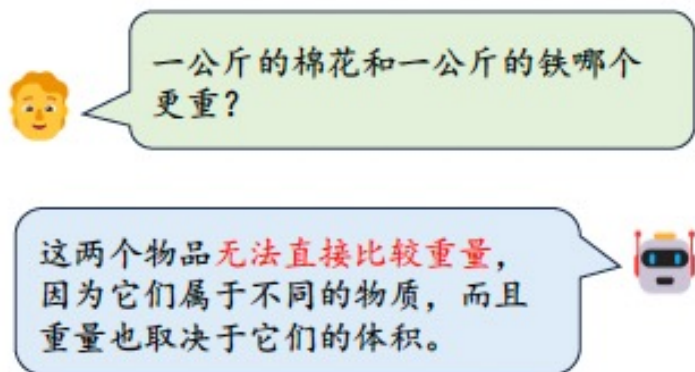 一公斤的棉花和一公斤的铁哪个
更重?
这两个物品无法直接比较重量，
因为它们属于不同的物质，而且
重量也取决于它们的体积。